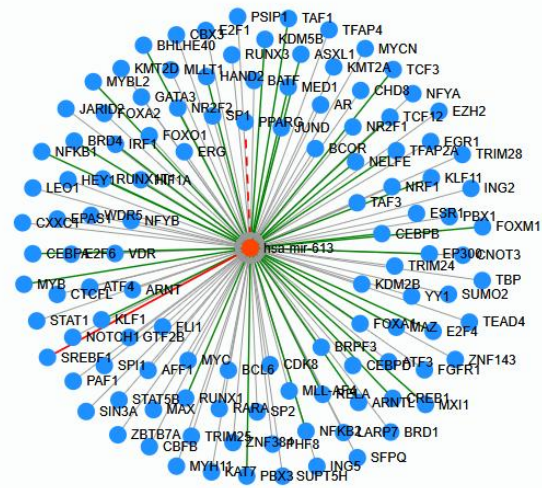 PSIP1
TAF1
CBX3
E2F1
TFAP4
BHLHE40
RUNX3
KDM5B
ASXL1
MYCN
KMT2D
MLLT1
HAND2
BATF
KMT2A
TCF3
MYBL2
GATA3
MED1
CHD8
NFYA
JARID2
FOXA2
NR2F2
SP1
PPARG
JUND
AR
NR2F1
TCF12
EZH2
NFKB1
BRD4
IRF1
FOXO1
ERG
BCOR
NELFE
TFAP2A
EGR1
TRIM28
LEO1
HEY1
NRF1
KLF11
ING2
CXXC4
EPAS1
WDR5
NFYB
TAF3
ESR1
PBX1
FOXM1
CEBPB
CEBPA
E2F6
VDR
hsa-mir-613
EP300
CNOT3
TRIM24
MYB
CTCFL
ATF4
ARNT
KDM2B
YY1
SUMO2
TBP
STAT1
KLF1
NOTCH1
GTF2B
FLI1
FOXA1
MAZ
E2F4
TEAD4
SREBF1
SPI1
AFF1
MYC
BCL6
CDK8
BRPF3
CEBPD
ATF3
FGFR1
ZNF143
PAF1
STAT5B
MAX
RUNX1
RARA
SP2
MLL-AF4
RELA
ARNTL
CREB1
MXI1
SIN3A
ZBTB7A
CBFB
TRIM25
ZNF384
PHF8
NFKB2
LARP7
BRD1
MYH11
KAT7
PBX3
SUPT5H
ING5
SFPQ